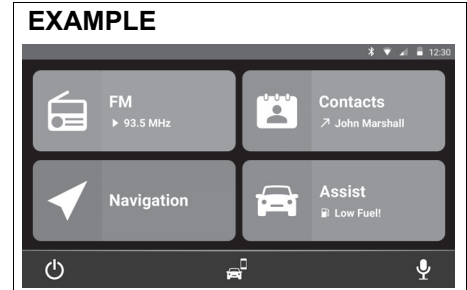 EXAMPLE
12:30
FM
93.5 MHz
Contacts
John Marshall
Navigation
Assist
Low Fuel!